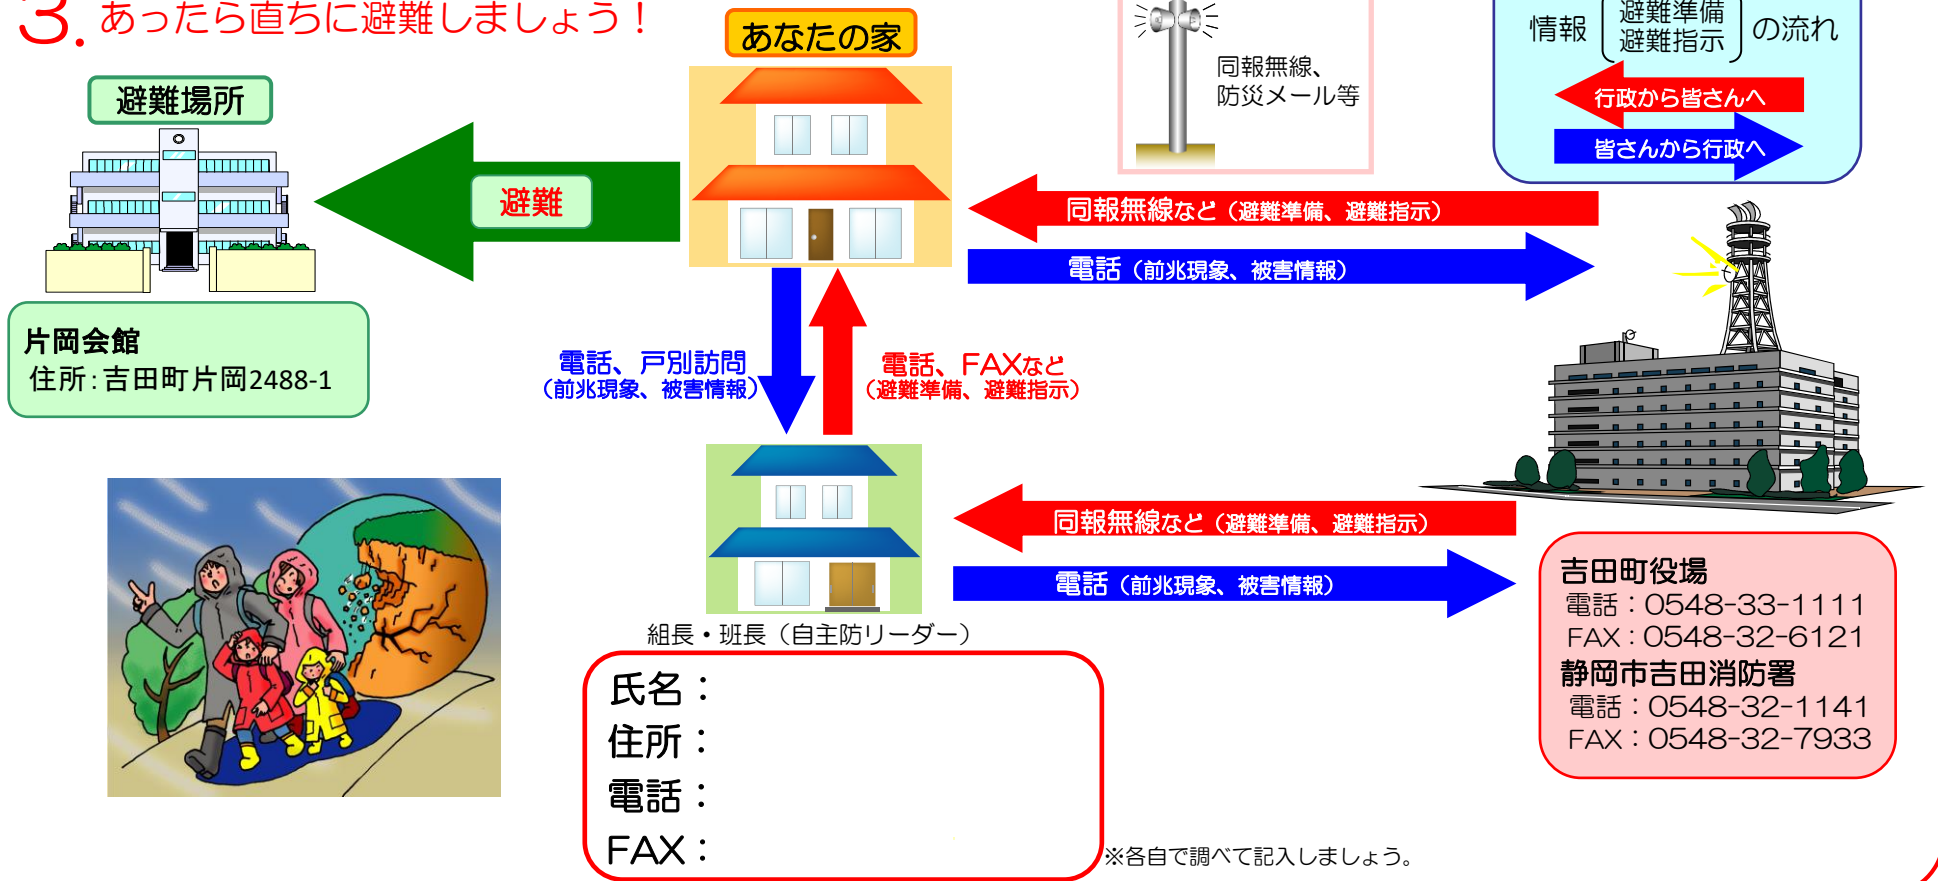 3. あったら直ちに避難しましょう！
避難場所
片岡会館
住所：吉田町片岡2488-1
避難
あなたの家
同報無線、
防災メール等
情報 避難準備 の流れ
避難指示
行政から皆さんへ
皆さんから行政へ
同報無線など（避難準備、避難指示）
電話（前兆現象、被害情報）
電話、戸別訪問
（前兆現象、被害情報）
電話、FAXなど
（避難準備、避難指示）
同報無線など（避難準備、避難指示）
電話（前兆現象、被害情報）
組長・班長（自主防リーダー）
氏名：
住所：
電話：
FAX：
※各自で調べて記入しましょう。
吉田町役場
電話：0548-33-1111
FAX：0548-32-6121
静岡市吉田消防署
電話：0548-32-1141
FAX：0548-32-7933